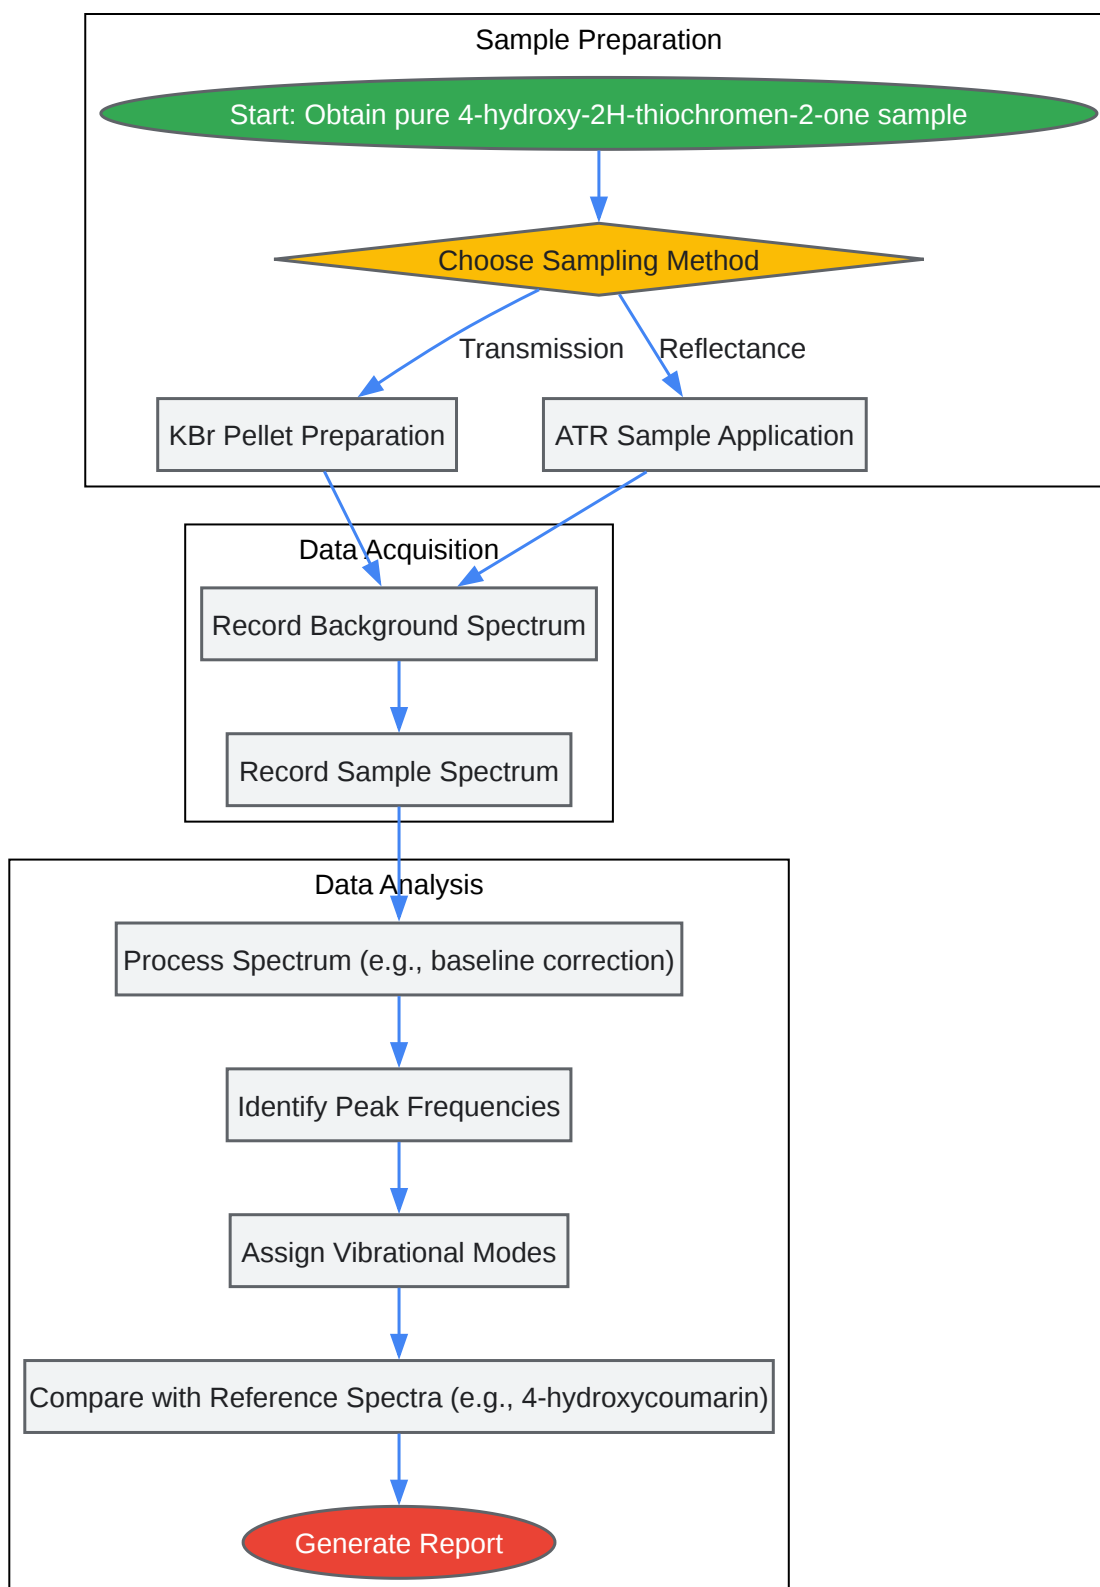 Sample Preparation
Start: Obtain pure 4-hydroxy-2H-thiochromen-2-one sample
Choose Sampling Method
Transmission
Reflectance
KBr Pellet Preparation
ATR Sample Application
Data Acquisition
Record Background Spectrum
Record Sample Spectrum
Data Analysis
Process Spectrum (e.g., baseline correction)
Identify Peak Frequencies
Assign Vibrational Modes
Compare with Reference Spectra (e.g., 4-hydroxycoumarin)
Generate Report